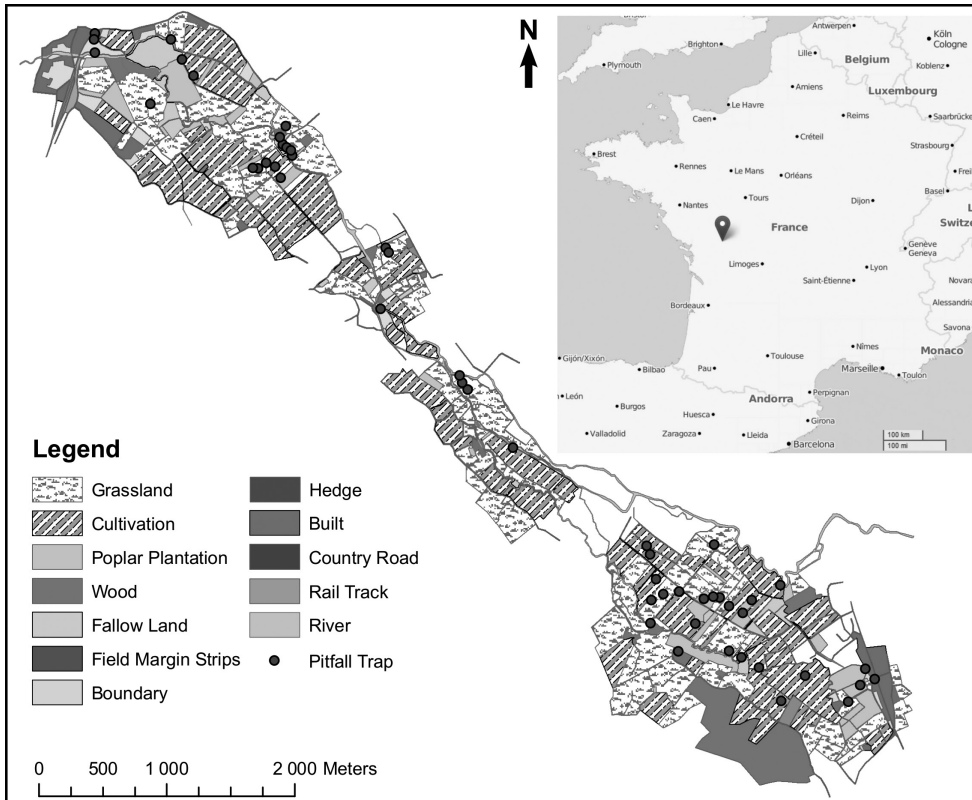 N
Bristol
Antwerpen
Köln
Cologne
Brighton
Plymouth
Lille
Belgium
Koblenz
Luxembourg
Amiens
Le Havre
Caen
Reims
Saarbrücke
Créteil
Strasbourg
Brest
Rennes
Le Mans
Orléans
Frei
Basel
Tours
Dijon
Nantes
L
Switz
France
Genève
Geneva
Limoges
Lyon
Saint-Étienne
Novara
Bordeaux
Alessandria
Savona
Nîmes
Monaco
Toulouse
Marseille
Toulon
Gijón/Xixón
Bilbao
Pau
Perpignan
León
Andorra
Burgos
Huesca
Girona
Valladolid
Zaragoza
Lleida
Barcelona
100 km
100 mi
Legend
Grassland
Cultivation
Poplar Plantation
Wood
Fallow Land
Field Margin Strips
Boundary
Hedge
Built
Country Road
Rail Track
River
Pitfall Trap
0 500 1 000 2 000 Meters